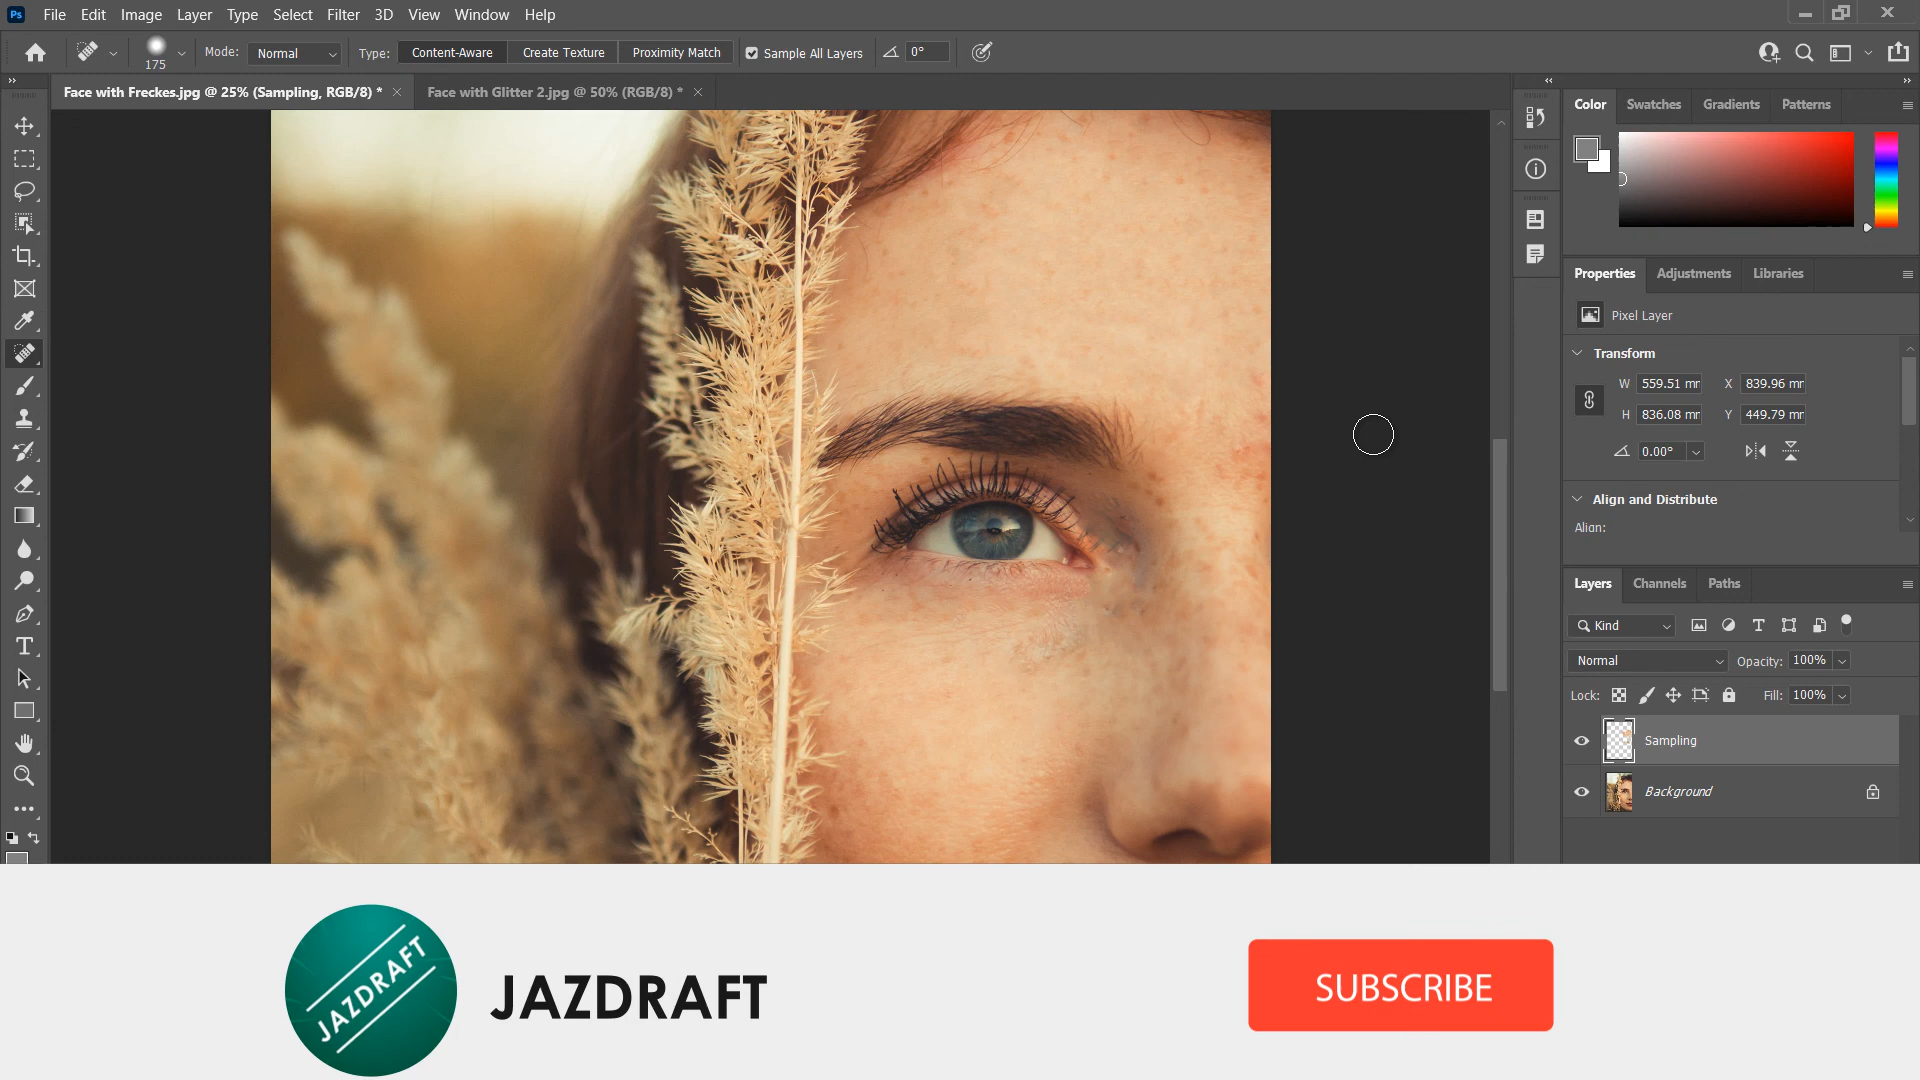 Ps File Edit Image Layer Type Select Filter 3D View Window Help
175 Mode: Normal Type: Content-Aware Create Texture Proximity Match Sample All Layers 0°
Face with Freckes.jpg @ 25% (Sampling, RGB/8) * Face with Glitter 2.jpg @ 50% (RGB/8) *
Color Swatches Gradients Patterns
Properties Adjustments Libraries
Pixel Layer
Transform
W 559.51 mr X 839.96 mr
H 836.08 mr Y 449.79 mr
0.00°
Align and Distribute
Align:
Layers Channels Paths
Kind
Normal Opacity: 100%
Lock: Fill: 100%
Sampling
Background
JAZDRAFT
JAZDRAFT
SUBSCRIBE